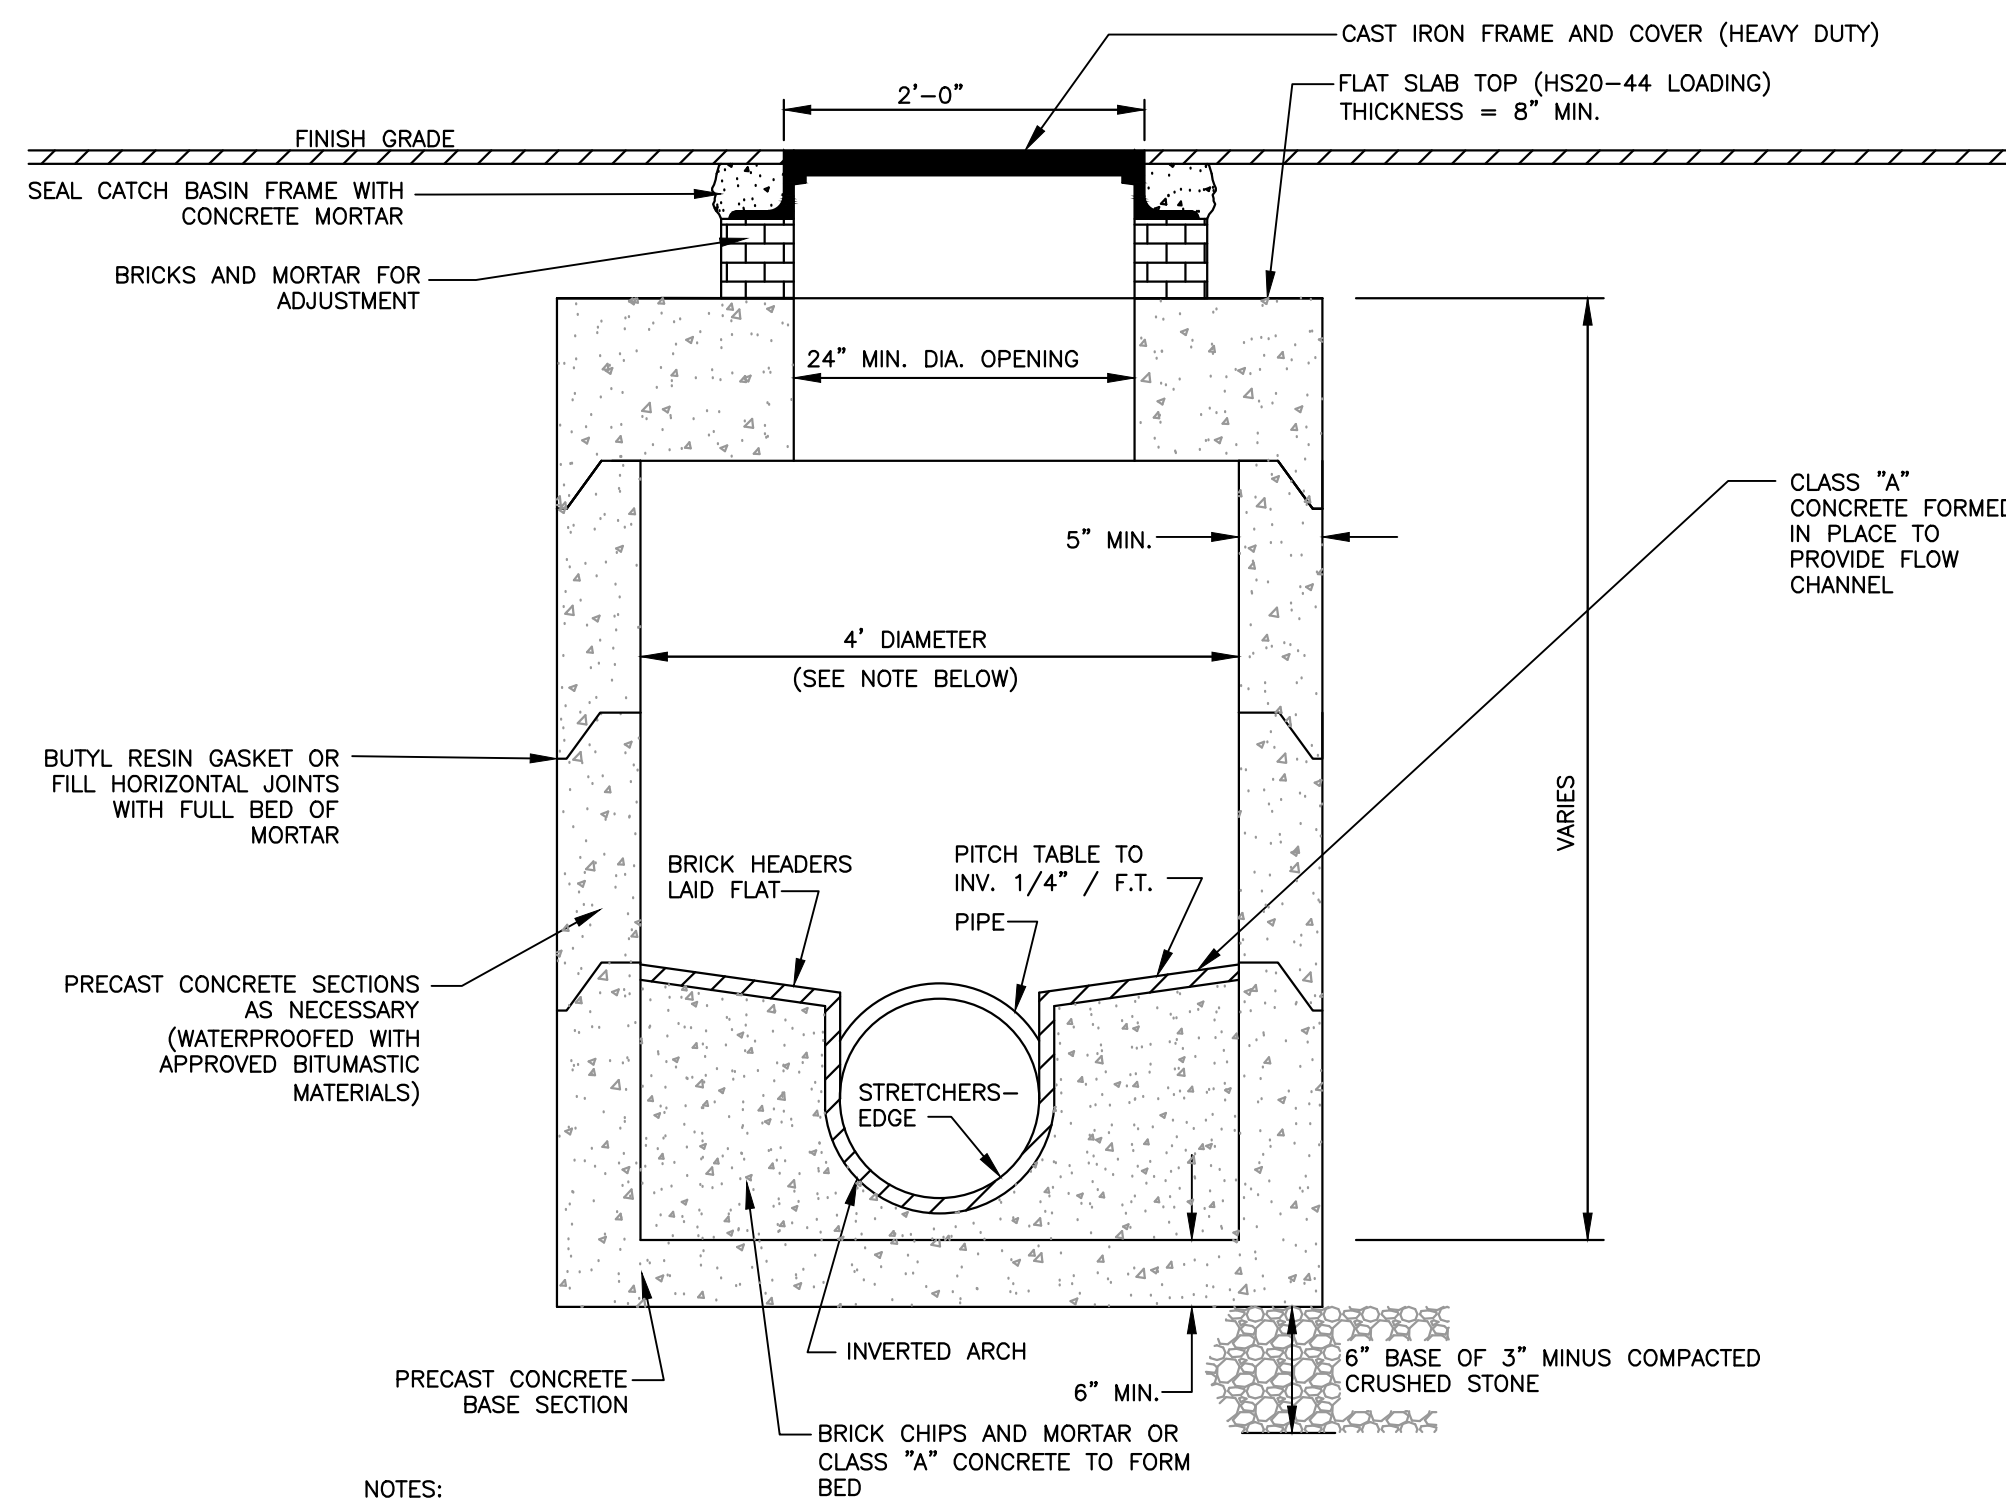 CAST IRON FRAME AND COVER (HEAVY DUTY)
FLAT SLAB TOP (HS20-44 LOADING)
THICKNESS = 8" MIN.
2'-0"
FINISH GRADE
SEAL CATCH BASIN FRAME WITH
CONCRETE MORTAR
BRICKS AND MORTAR FOR
ADJUSTMENT
24" MIN. DIA. OPENING
CLASS "A"
CONCRETE FORMED
IN PLACE TO
PROVIDE FLOW
CHANNEL
5" MIN.
4' DIAMETER
(SEE NOTE BELOW)
BUTYL RESIN GASKET OR
FILL HORIZONTAL JOINTS
WITH FULL BED OF
MORTAR
VARIES
BRICK HEADERS
LAID FLAT
PITCH TABLE TO
INV. 1/4" / F.T.
PIPE
PRECAST CONCRETE SECTIONS
AS NECESSARY
(WATERPROOFED WITH
APPROVED BITUMASTIC
MATERIALS)
STRETCHERS-
EDGE
INVERTED ARCH
6" BASE OF 3" MINUS COMPACTED
CRUSHED STONE
PRECAST CONCRETE
BASE SECTION
6" MIN.
BRICK CHIPS AND MORTAR OR
CLASS "A" CONCRETE TO FORM
BED
NOTES: